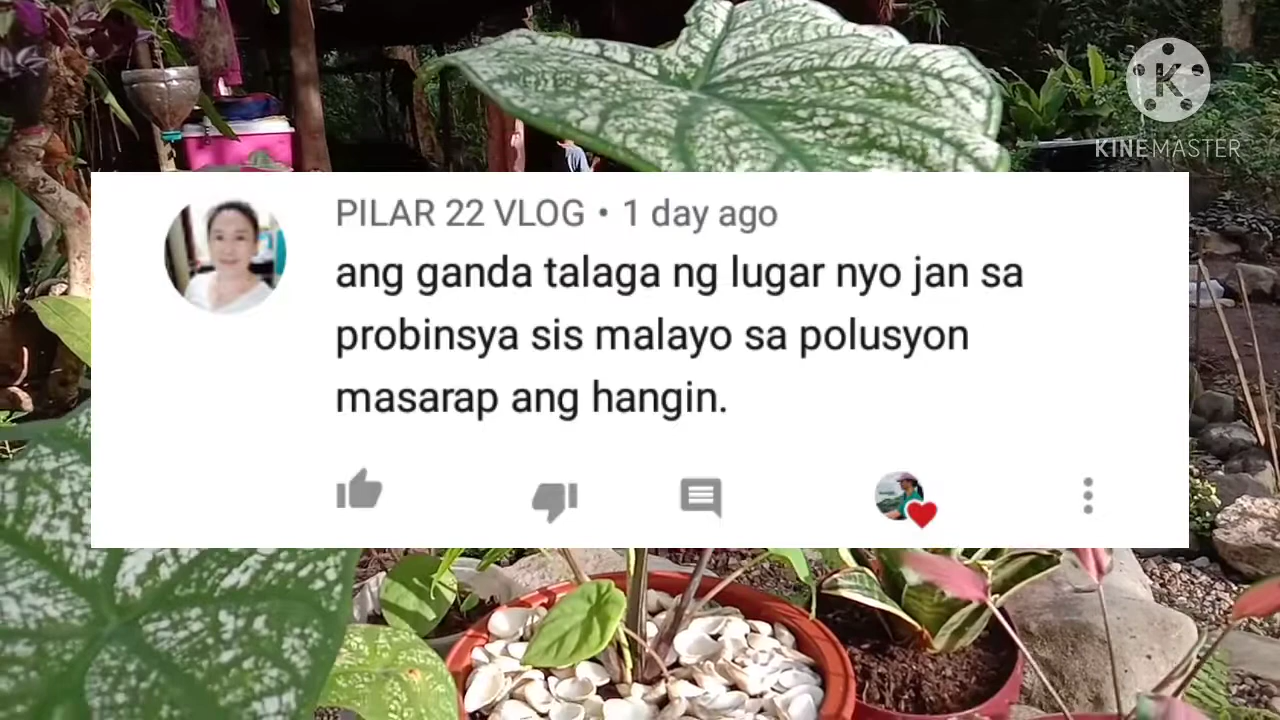 K
KINEMASTER
PILAR 22 VLOG • 1 day ago
ang ganda talaga ng lugar nyo jan sa
probinsya sis malayo sa polusyon
masarap ang hangin.